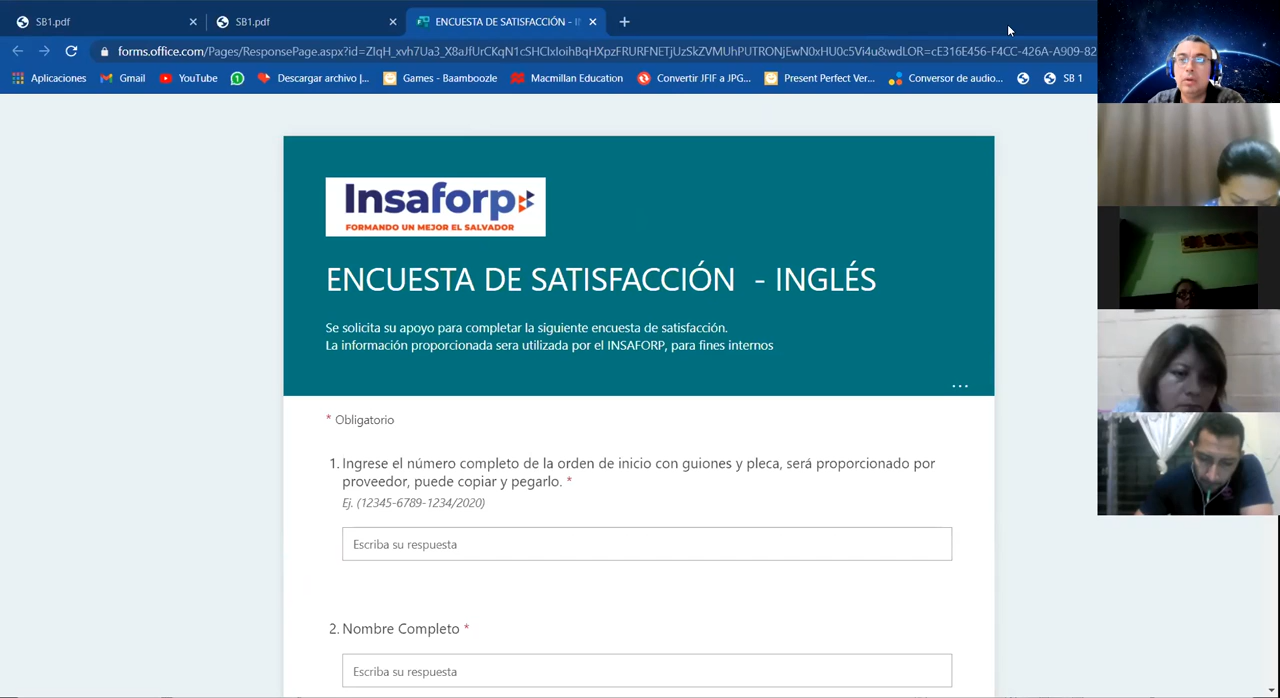 SB1.pdf
SB1.pdf
ENCUESTA DE SATISFACCIÓN - I
forms.office.com/Pages/ResponsePage.aspx?id=ZIqH_xvh7Ua3_X8aJfUrCKqN1cSHClxIoihBqHXpzFRURFNETjUzSkZVMUhPUTRONjEwN0xHU0c5Vi4u&wdLOR=cE316E456-F4CC-426A-A909-82
Aplicaciones
Gmail
YouTube
1
Descargar archivo |...
Games - Baamboozle
Macmillan Education
Convertir JFIF a JPG...
Present Perfect Ver...
Conversor de audio...
SB 1
Insaforp
FORMANDO UN MEJOR EL SALVADOR
ENCUESTA DE SATISFACCIÓN - INGLÉS
Se solicita su apoyo para completar la siguiente encuesta de satisfacción.
La información proporcionada sera utilizada por el INSAFORP, para fines internos
...
* Obligatorio
1. Ingrese el número completo de la orden de inicio con guiones y pleca, será proporcionado por
proveedor, puede copiar y pegarlo. *
Ej. (12345-6789-1234/2020)
Escriba su respuesta
2. Nombre Completo *
Escriba su respuesta